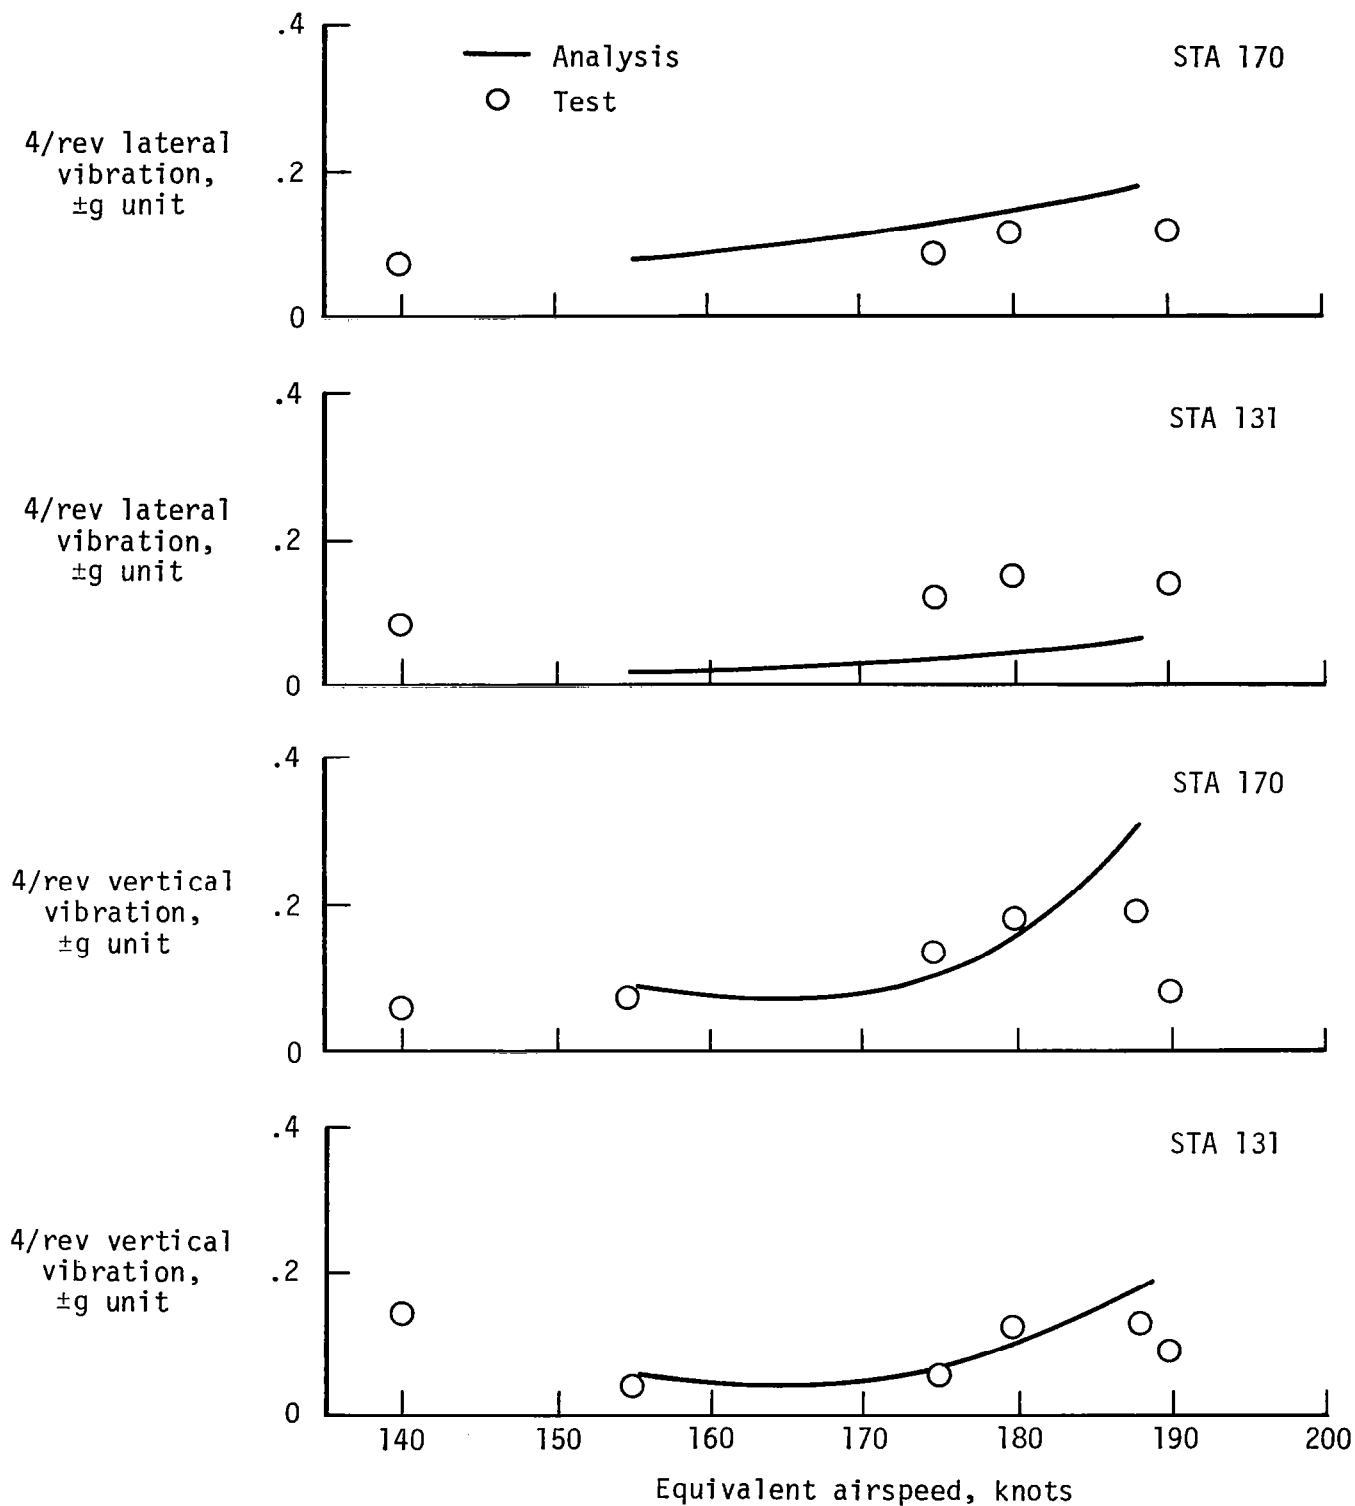 .4
Analysis
STA 170
Test
4/rev lateral
vibration,
±g unit
.2
0
.4
STA 131
4/rev lateral
vibration,
±g unit
.2
0
.4
STA 170
4/rev vertical
vibration,
±g unit
.2
0
.4
STA 131
4/rev vertical
vibration,
±g unit
.2
0
140 150 160 170 180 190 200
Equivalent airspeed, knots